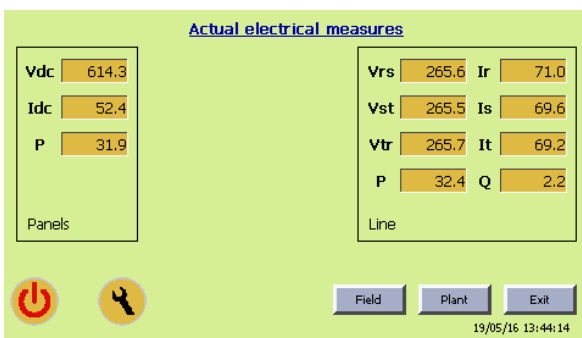 Actual electrical measures
Vdc 614.3
Idc 52.4
P 31.9
Panels
Vrs 265.6 Ir 71.0
Vst 265.5 Is 69.6
Vtr 265.7 It 69.2
P 32.4 Q 2.2
Line
Field Plant Exit
19/05/16 13:44:14